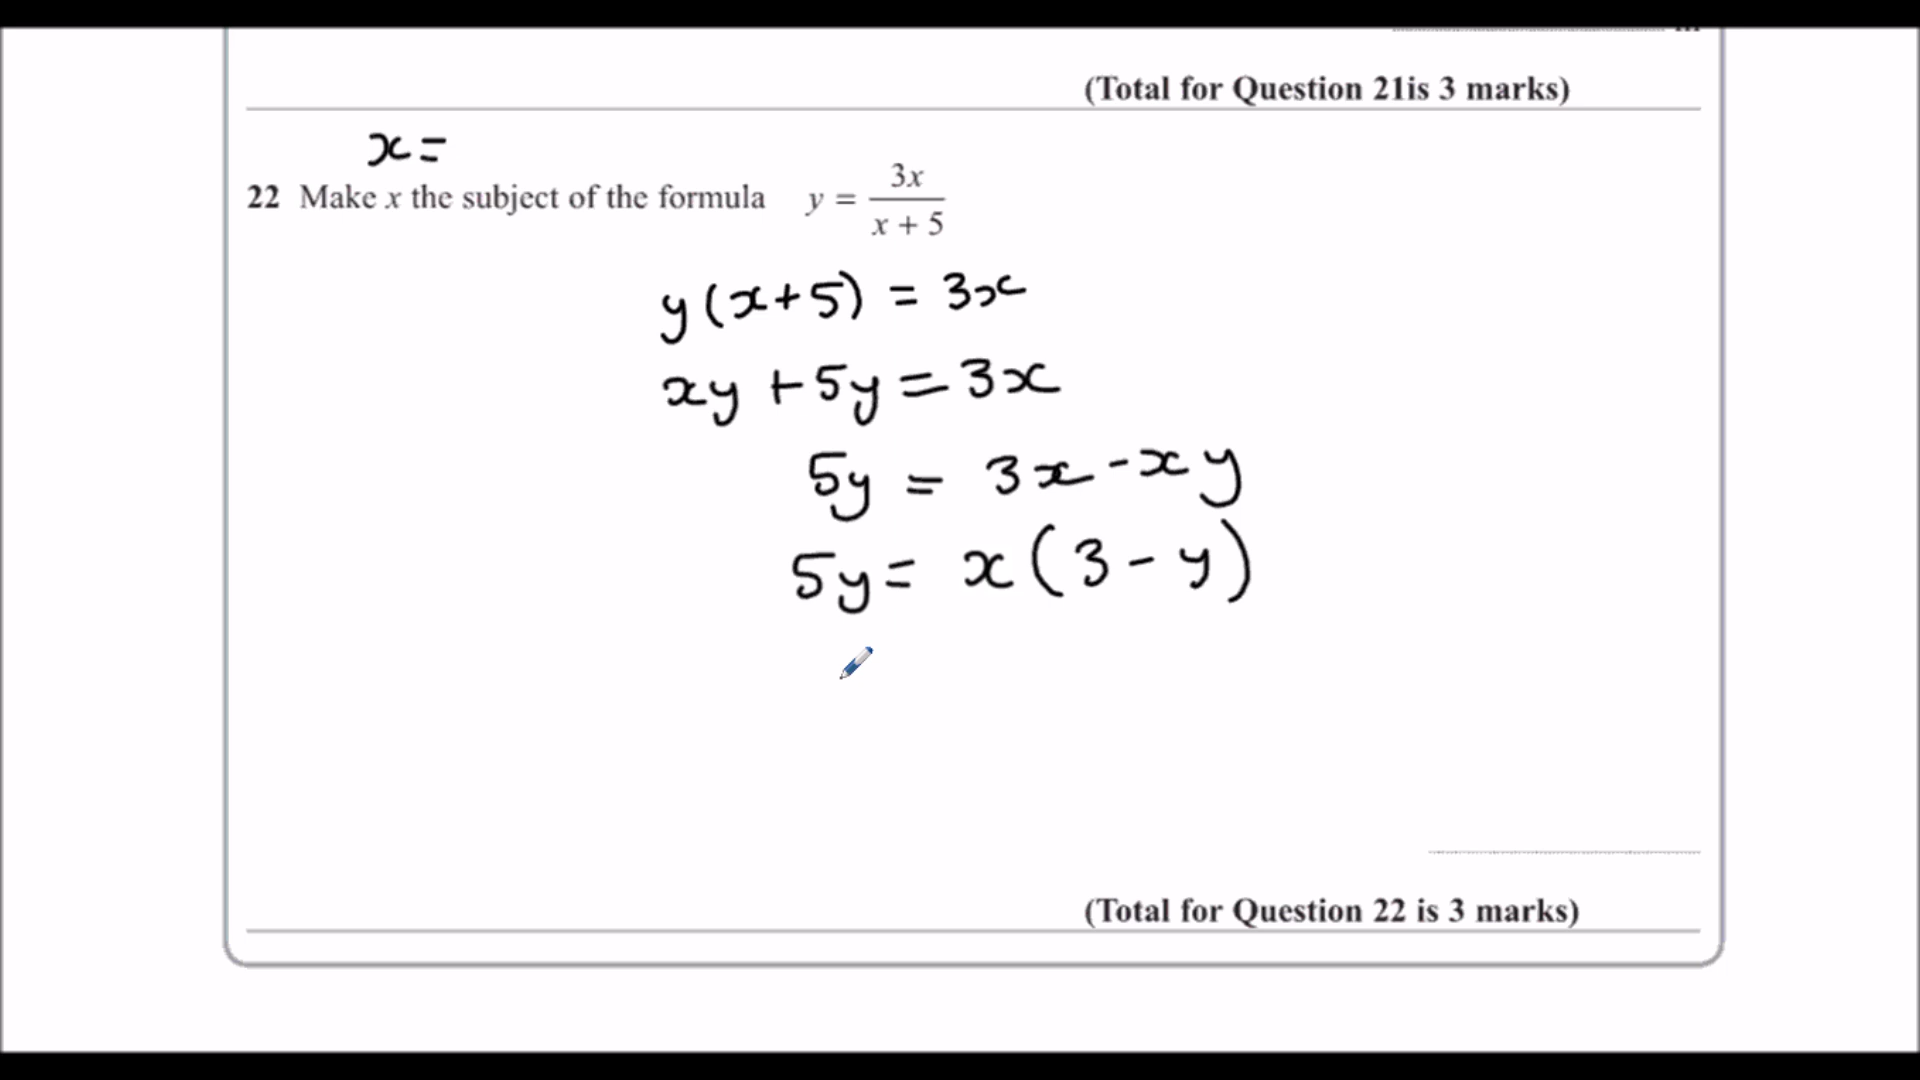 (Total for Question 21is 3 marks)
x =
22 Make x the subject of the formula y = 3x / (x + 5)
y (x+5) = 3x
xy +5y = 3x
5y = 3x - xy
5y = x (3 - y)
(Total for Question 22 is 3 marks)